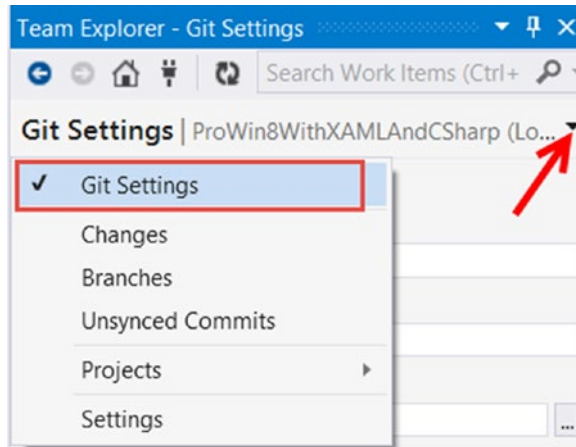 Team Explorer - Git Settings
Search Work Items (Ctrl+
Git Settings | ProWin8WithXAMLAndCSharp (Lo...
Git Settings
Changes
Branches
Unsynced Commits
Projects
Settings
...